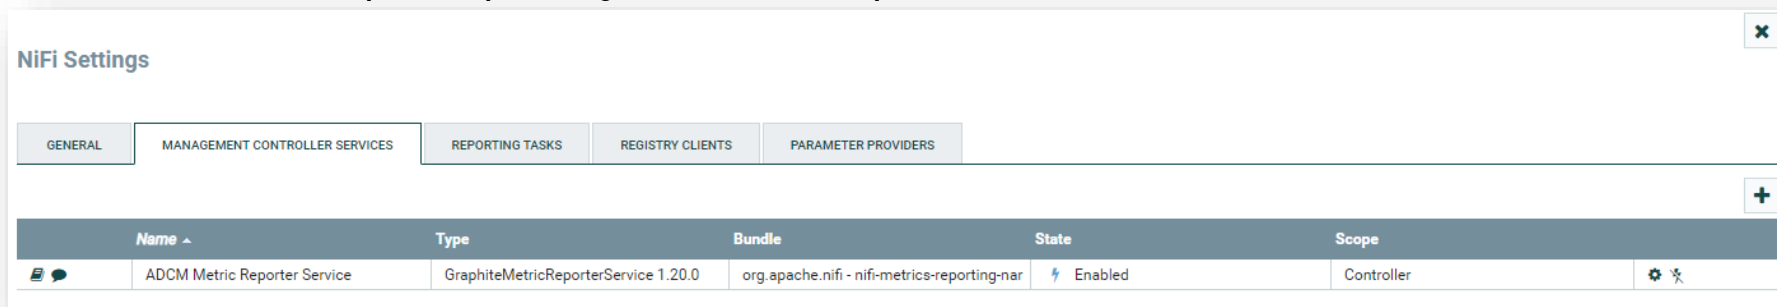 NiFi Settings
GENERAL MANAGEMENT CONTROLLER SERVICES REPORTING TASKS REGISTRY CLIENTS PARAMETER PROVIDERS
Name Type Bundle State Scope
ADCM Metric Reporter Service GraphiteMetricReporterService 1.20.0 org.apache.nifi - nifi-metrics-reporting-nar Enabled Controller